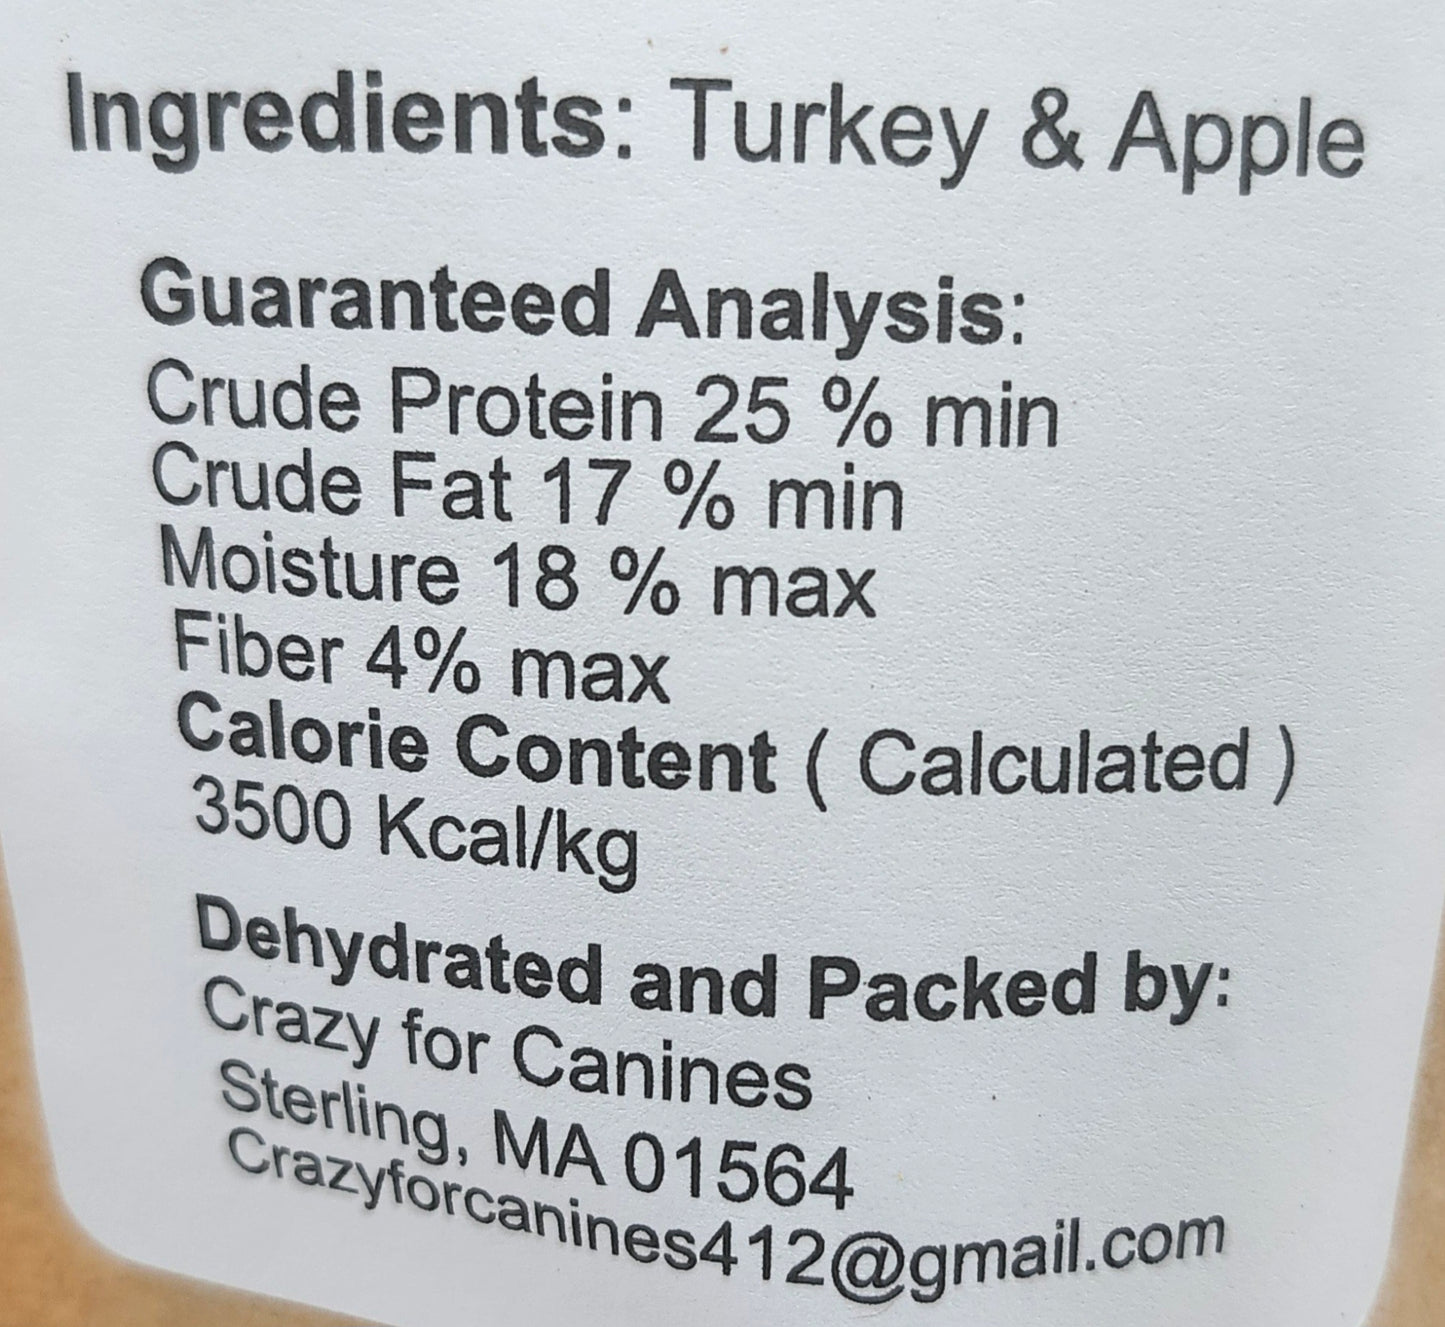 Ingredients: Turkey & Apple
Guaranteed Analysis:
Crude Protein 25 % min
Crude Fat 17 % min
Moisture 18 % max
Fiber 4% max
Calorie Content ( Calculated )
3500 Kcal/kg
Dehydrated and Packed by:
Crazy for Canines
Sterling, MA 01564
Crazyforcanines412@gmail.com